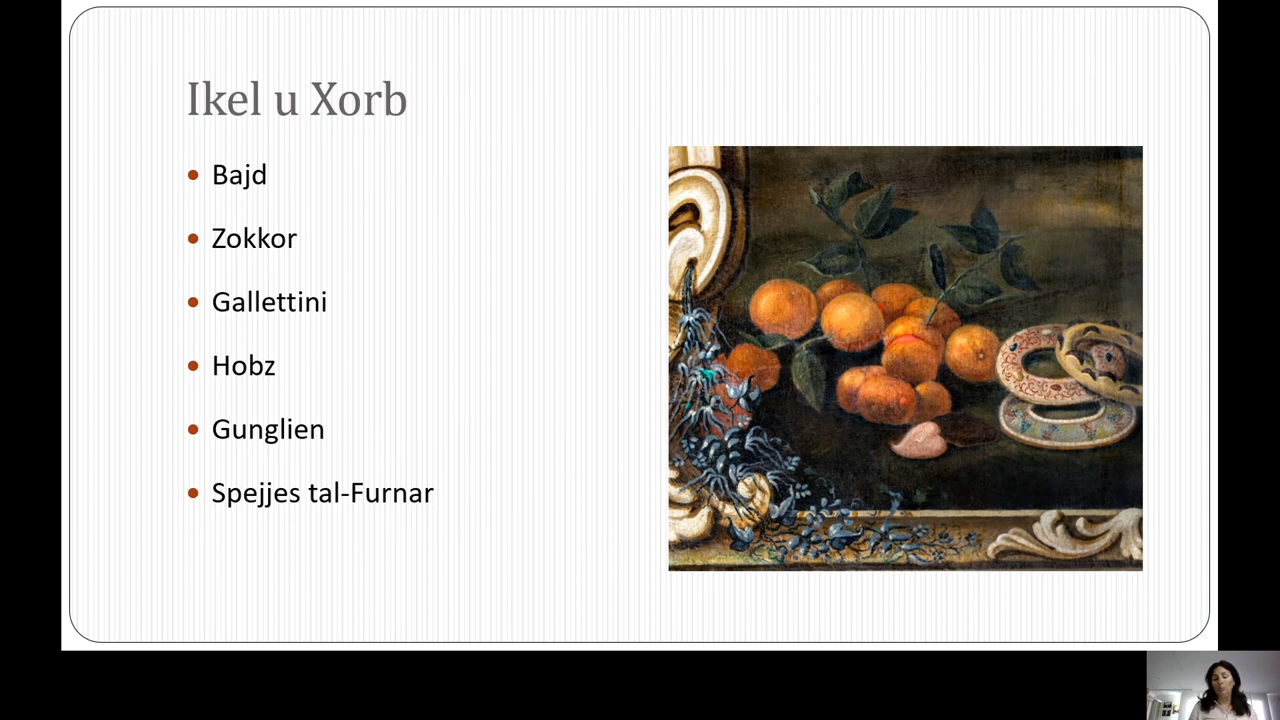 Ikel u Xorb
Bajd
Zokkor
Gallettini
Hobz
Gunglien
Spejjes tal-Furnar